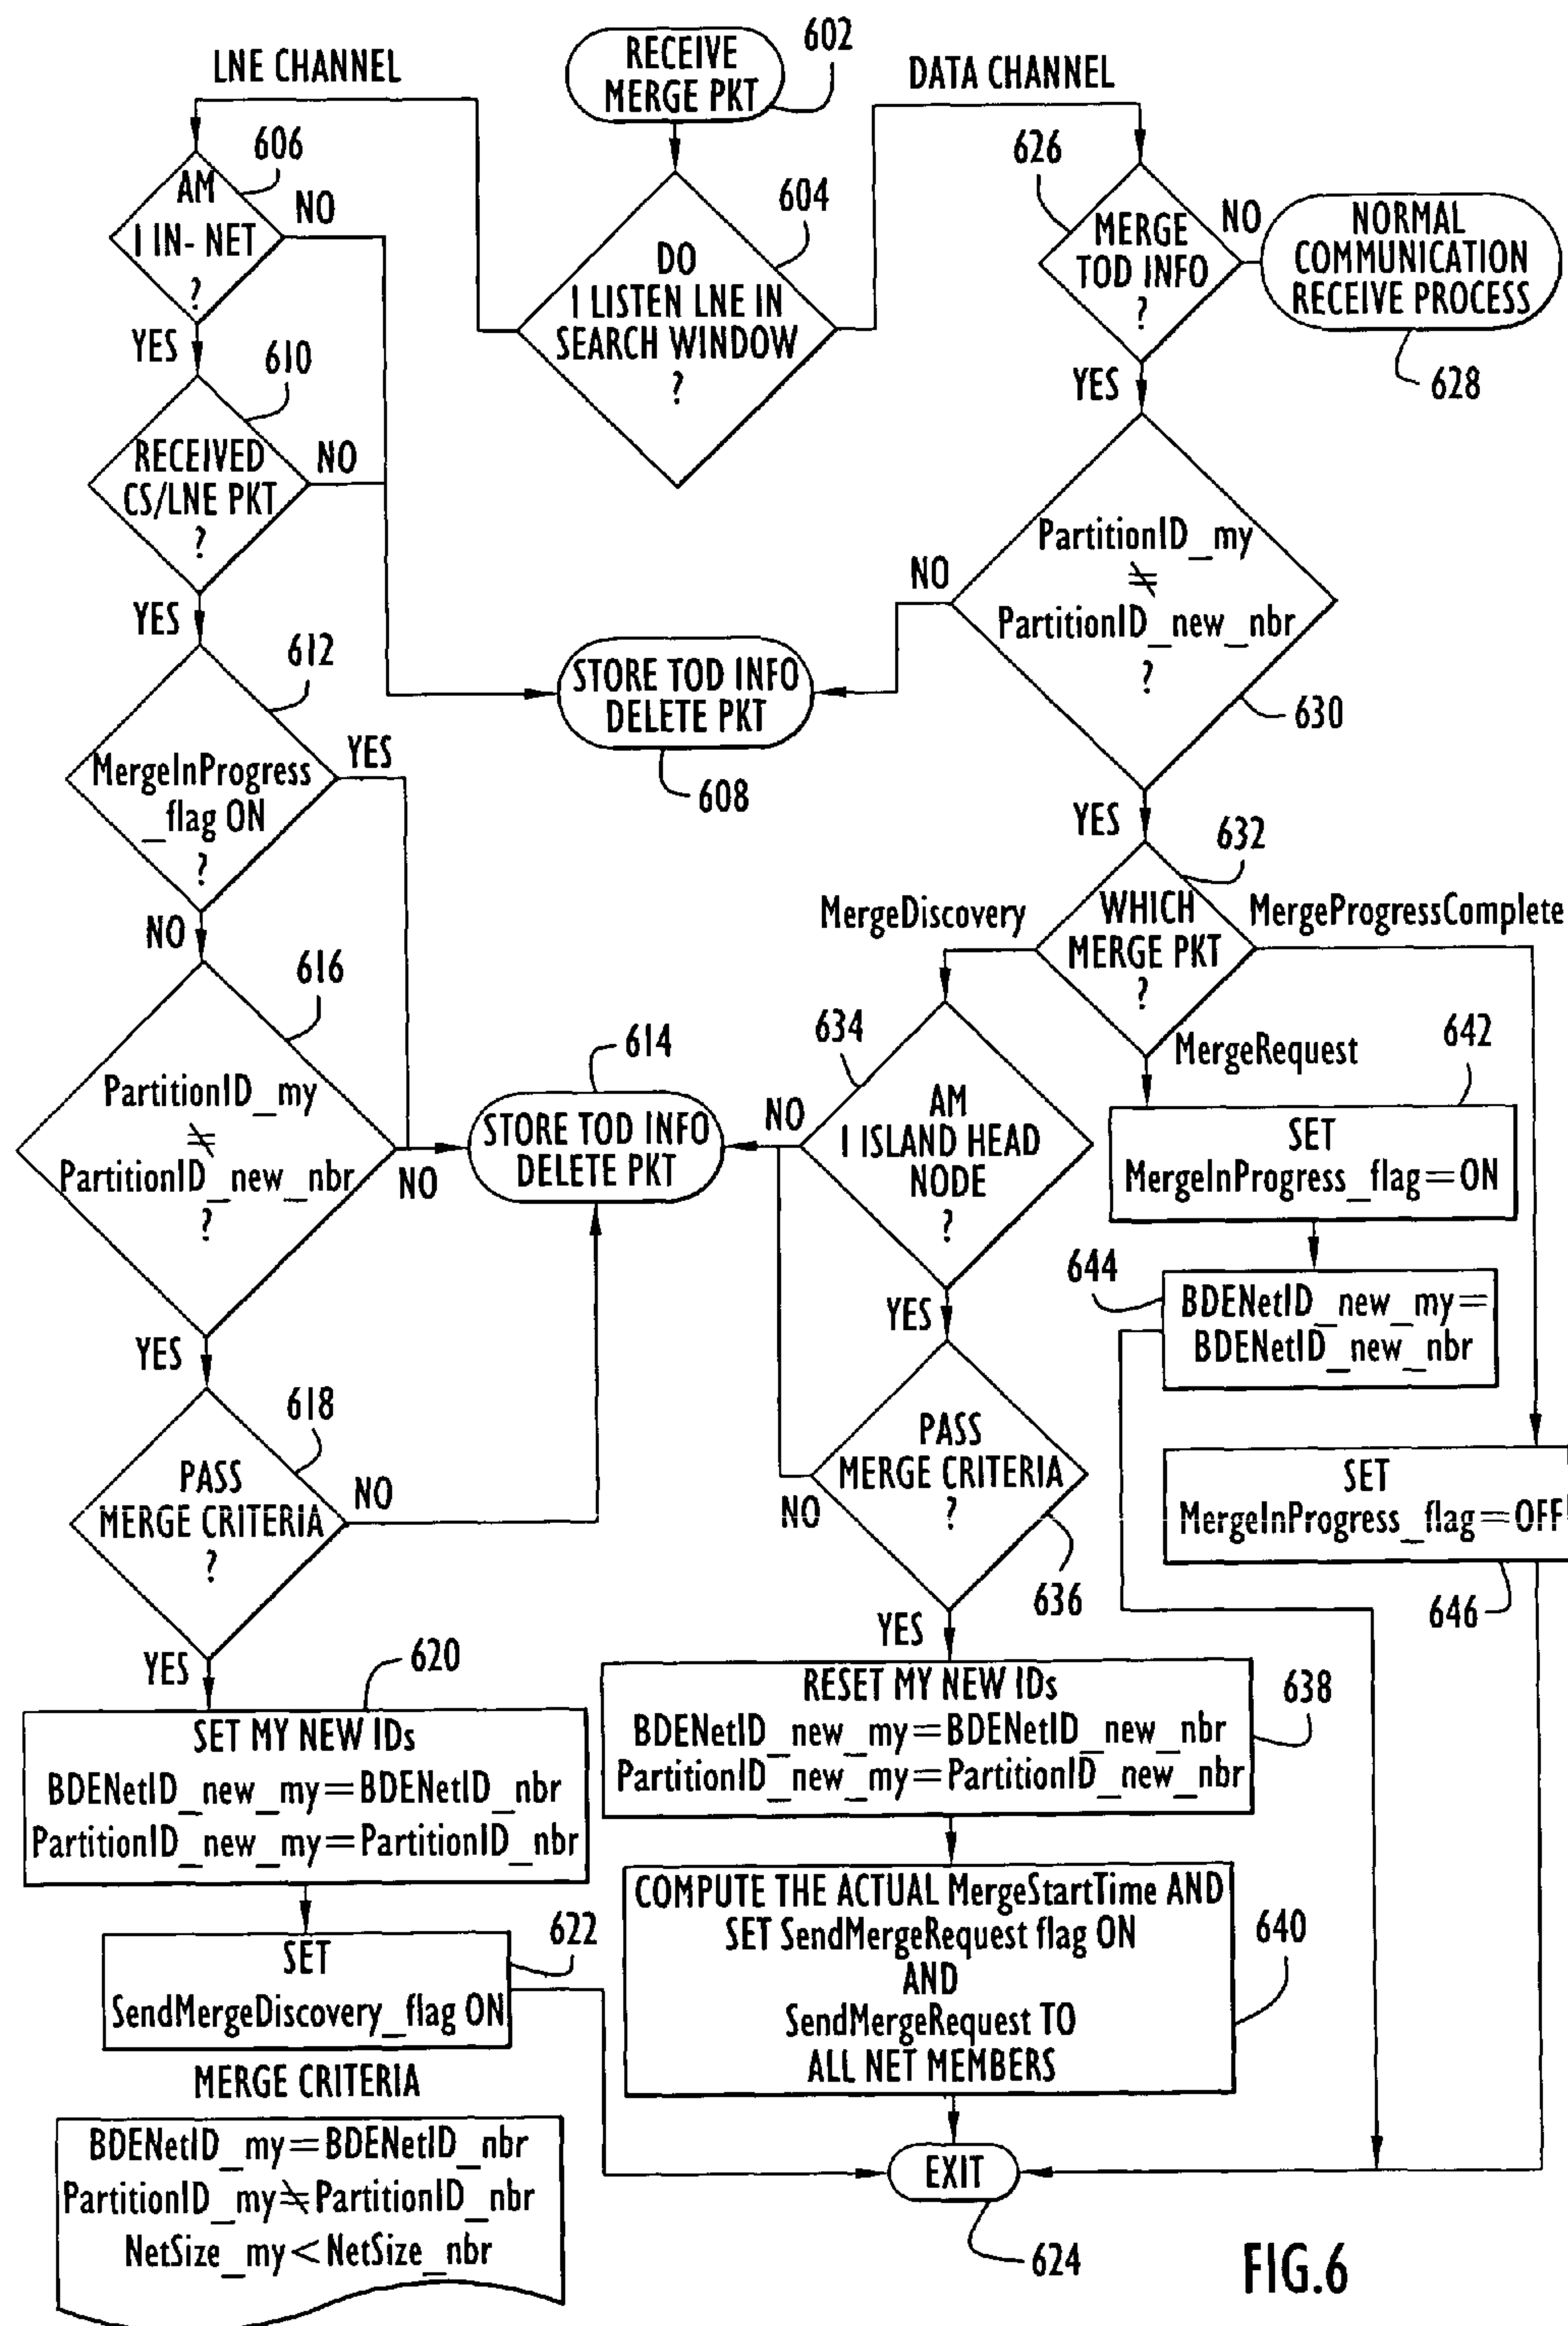 LNE CHANNEL
RECEIVE
MERGE PKT
602
DATA CHANNEL
606
AM
I IN- NET
?
NO
YES
604
DO
I LISTEN LNE IN
SEARCH WINDOW
?
626
MERGE
TOD INFO
?
NO
YES
NORMAL
COMMUNICATION
RECEIVE PROCESS
628
610
RECEIVED
CS/LNE PKT
?
NO
YES
PartitionID_my
≠
PartitionID_new_nbr
?
NO
630
YES
612
MergeInProgress
_flag ON
?
YES
NO
STORE TOD INFO
DELETE PKT
608
632
WHICH
MERGE PKT
?
MergeDiscovery
MergeProgressComplete
MergeRequest
616
PartitionID_my
≠
PartitionID_new_nbr
?
NO
YES
614
STORE TOD INFO
DELETE PKT
634
AM
I ISLAND HEAD
NODE
?
NO
YES
642
SET
MergeInProgress_flag=ON
644
BDENetID_new_my=
BDENetID_new_nbr
618
PASS
MERGE CRITERIA
?
NO
YES
PASS
MERGE CRITERIA
?
NO
636
YES
SET
MergeInProgress_flag=OFF
646
620
SET MY NEW IDs
BDENetID_new_my=BDENetID_nbr
PartitionID_new_my=PartitionID_nbr
RESET MY NEW IDs
BDENetID_new_my=BDENetID_new_nbr
PartitionID_new_my=PartitionID_new_nbr
638
SET
SendMergeDiscovery_flag ON
622
COMPUTE THE ACTUAL MergeStartTime AND
SET SendMergeRequest flag ON
AND
SendMergeRequest TO
ALL NET MEMBERS
640
MERGE CRITERIA
BDENetID_my=BDENetID_nbr
PartitionID_my≠PartitionID_nbr
NetSize_my<NetSize_nbr
EXIT
624
FIG.6